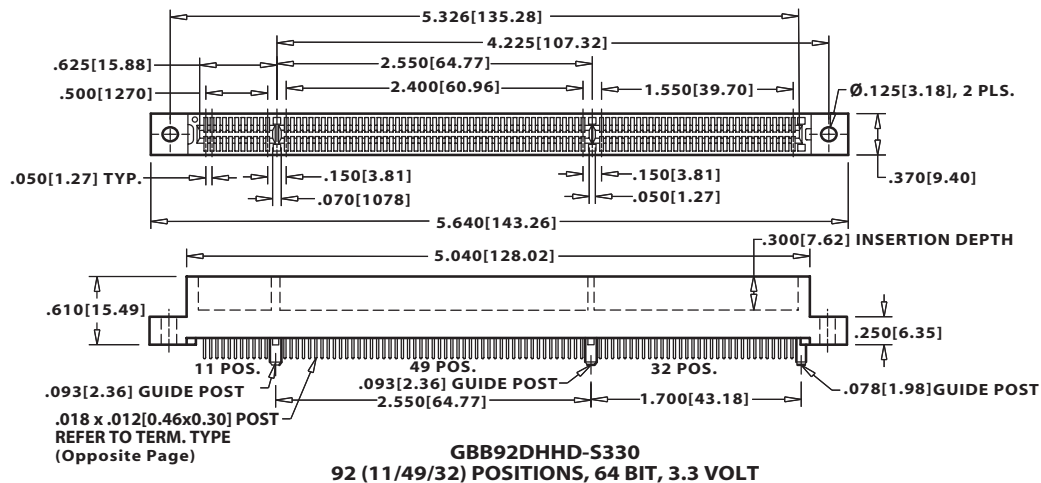 5.326[135.28]
4.225[107.32]
.625[15.88]
2.550[64.77]
.500[1270]
2.400[60.96]
1.550[39.70]
Ø.125[3.18], 2 PLS.
.050[1.27] TYP.
.150[3.81]
.150[3.81]
.370[9.40]
.070[1078]
.050[1.27]
5.640[143.26]
.300[7.62] INSERTION DEPTH
5.040[128.02]
.610[15.49]
.250[6.35]
11 POS.
49 POS.
32 POS.
.093[2.36] GUIDE POST
.093[2.36] GUIDE POST
.078[1.98]GUIDE POST
2.550[64.77]
1.700[43.18]
.018 x .012[0.46x0.30] POST
REFER TO TERM. TYPE
(Opposite Page)
GBB92DHHD-S330
92 (11/49/32) POSITIONS, 64 BIT, 3.3 VOLT